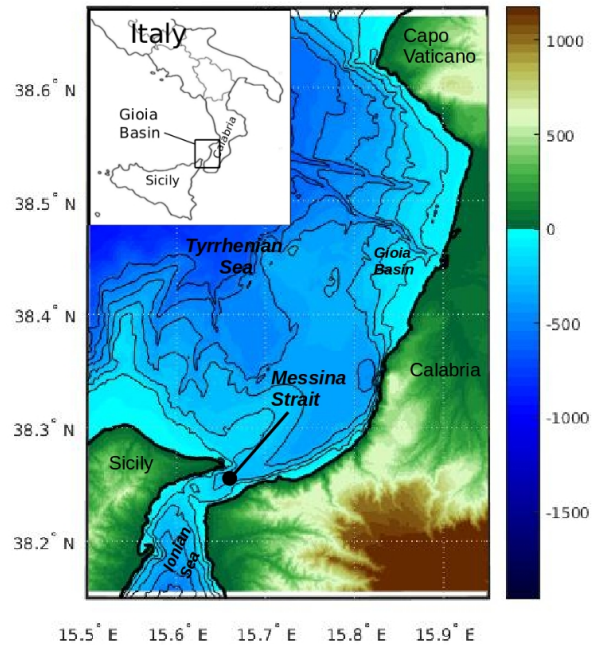 Italy
Gioia
Basin
Calabria
Sicily
Capo
Vaticano
Tyrrhenian
Sea
Gioia
Basin
Messina
Strait
Calabria
Sicily
Ionian
sea
38.6° N
38.5° N
38.4° N
38.3° N
38.2° N
15.5° E
15.6° E
15.7° E
15.8° E
15.9° E
1000
500
0
-500
-1000
-1500